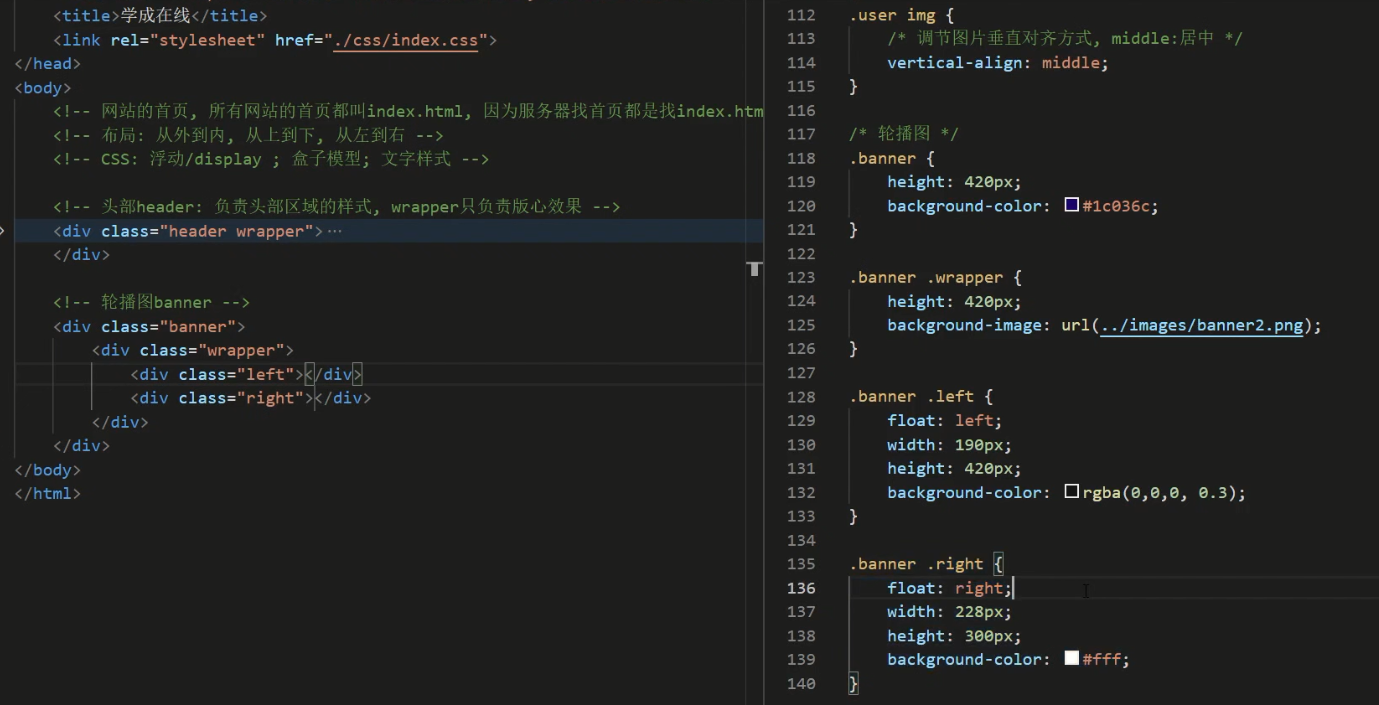 <title>学成在线</title>
<link rel="stylesheet" href="./css/index.css">
</head>
<body>
<!-- 网站的首页, 所有网站的首页都叫index.html, 因为服务器找首页都是找index.htm
<!-- 布局: 从外到内, 从上到下, 从左到右 -->
<!-- CSS: 浮动/display ; 盒子模型; 文字样式 -->
<!-- 头部header: 负责头部区域的样式, wrapper只负责版心效果 -->
<div class="header wrapper">…
</div>
<!-- 轮播图banner -->
<div class="banner">
<div class="wrapper">
<div class="left"></div>
<div class="right"></div>
</div>
</div>
</body>
</html>
112 .user img {
113 /* 调节图片垂直对齐方式, middle:居中 */
114 vertical-align: middle;
115 }
116
117 /* 轮播图 */
118 .banner {
119 height: 420px;
120 background-color: #1c036c;
121 }
122
123 .banner .wrapper {
124 height: 420px;
125 background-image: url(../images/banner2.png);
126 }
127
128 .banner .left {
129 float: left;
130 width: 190px;
131 height: 420px;
132 background-color: rgba(0,0,0, 0.3);
133 }
134
135 .banner .right {
136 float: right;
137 width: 228px;
138 height: 300px;
139 background-color: #fff;
140 }